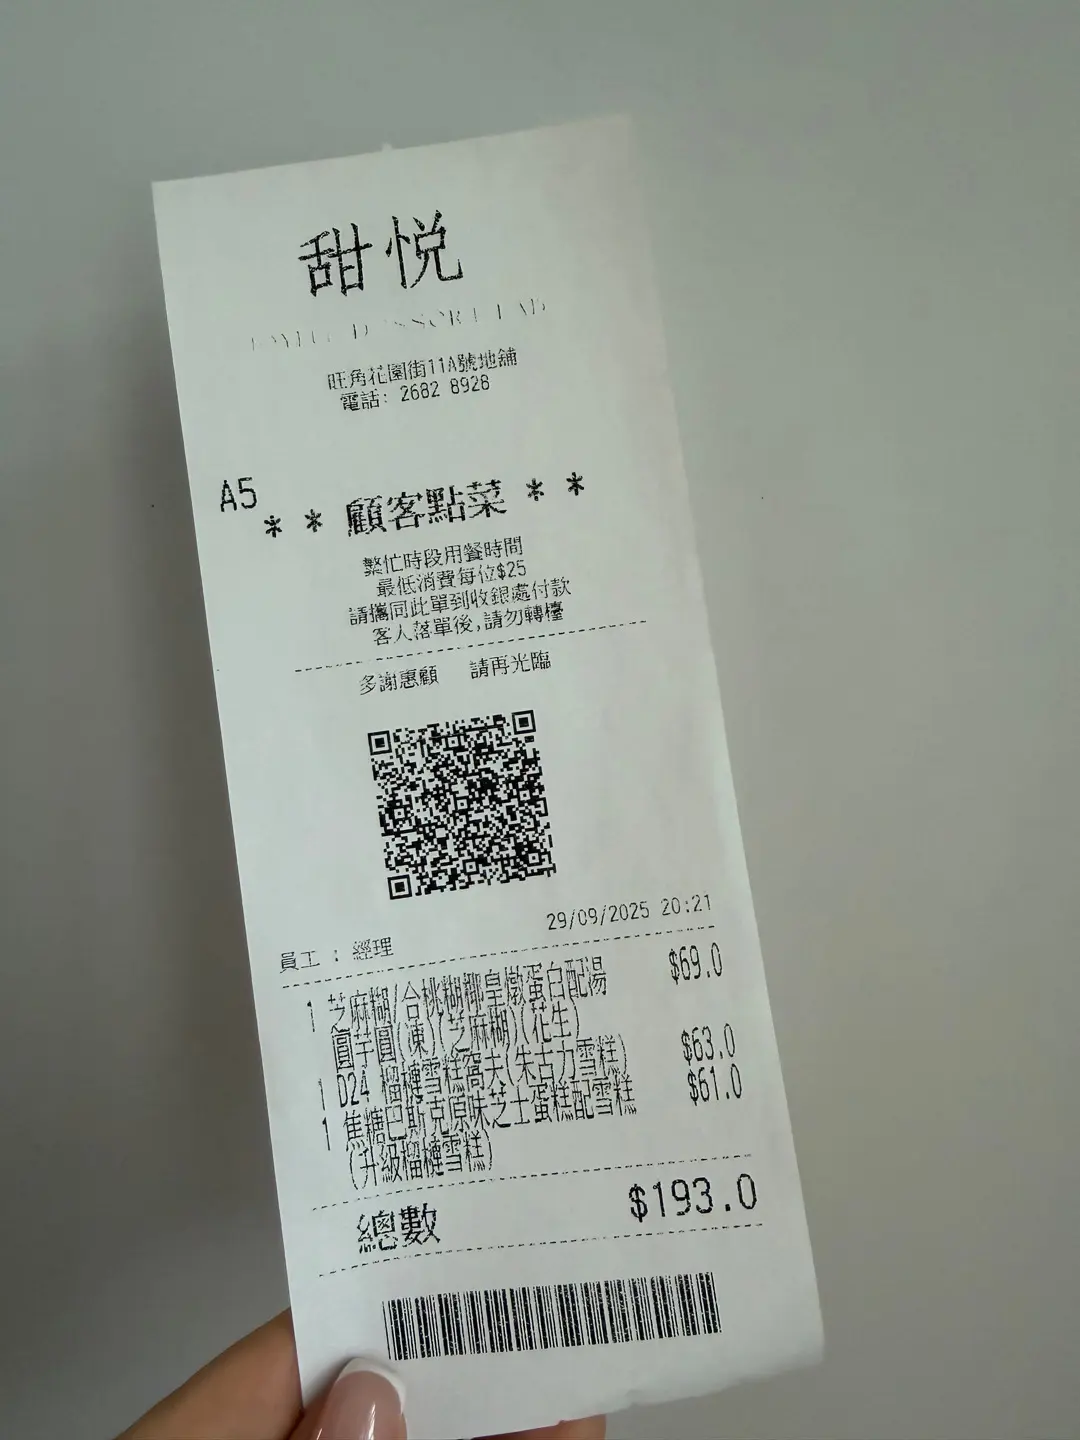 甜悦
旺角花園街11A號地舖
電話: 2682 8928
A5
* * 顧客點菜 * *
繁忙時段用餐時間
最低消費每位$25
請攜同此單到收銀處付款
客人落單後,請勿轉檯
多謝惠顧 請再光臨
29/09/2025 20:21
員工 : 經理
1 芝麻糊/合桃糊椰皇燉蛋白配湯 $69.0
圓芋圓(凍)(芝麻糊)(花生)
1 D24 榴槤雪糕窩夫(朱古力雪糕) $63.0
1 焦糖巴斯克原味芝士蛋糕配雪糕 $61.0
(升級榴槤雪糕)
總數 $193.0